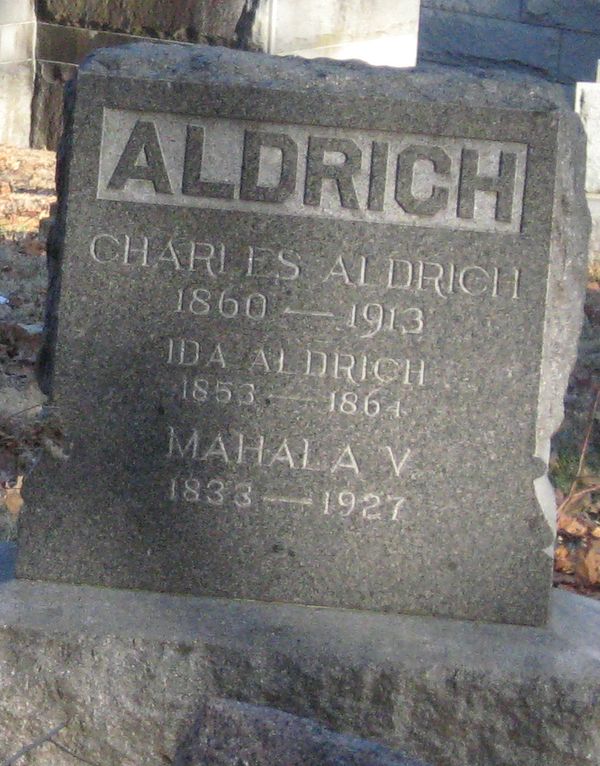 ALDRICH
CHARLES ALDRICH
1860 — 1913
IDA ALDRICH
1853 — 1864
MAHALA V
1833 — 1927